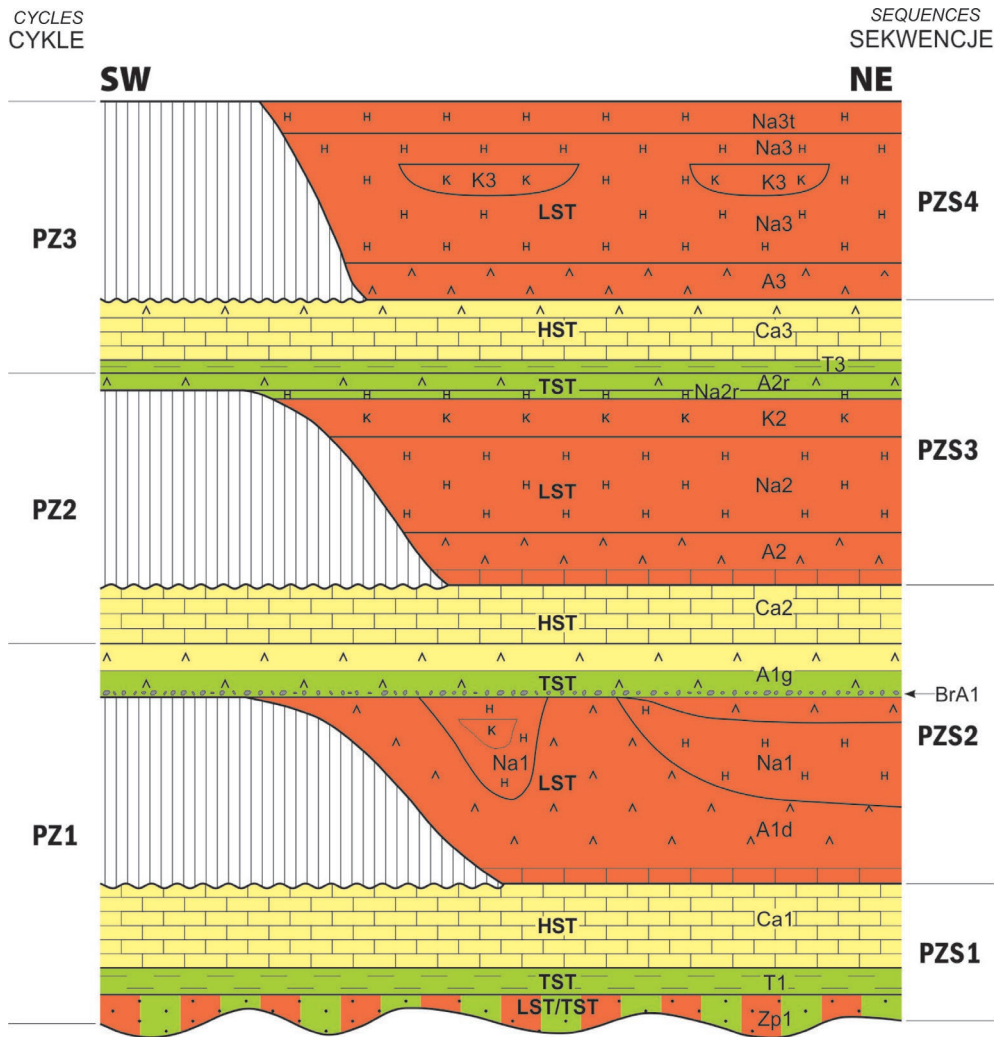 CYCLES
CYKLE
SEQUENCES
SEKWENCJE
SW
NE
H H H H H H Na3t H
H H H H Na3 H H
K3 K K K3 K
H H H
PZS4
H H LST H Na3 H
PZ3
H H H H H H H
^ ^ ^ ^ ^ A3 ^ ^
^ ^ ^ ^ ^ ^ ^ ^ ^ ^
HST Ca3
T3
^ ^ ^ ^ ^ TST ^ ^ A2r ^ ^
H H H H H HNa2r H H
K K K K K K2 K
PZS3
H H H H H H H
H H LST H Na2 H
PZ2
H H H H H H H
^ ^ ^ ^ A2 ^ ^
Ca2
HST
^ ^ ^ ^ ^ ^ ^ ^ ^ ^
A1g
TST
BrA1
PZS2
K H
Na1 LST Na1
PZ1
A1d
Ca1
HST
PZS1
TST T1
LST/TST
Zp1